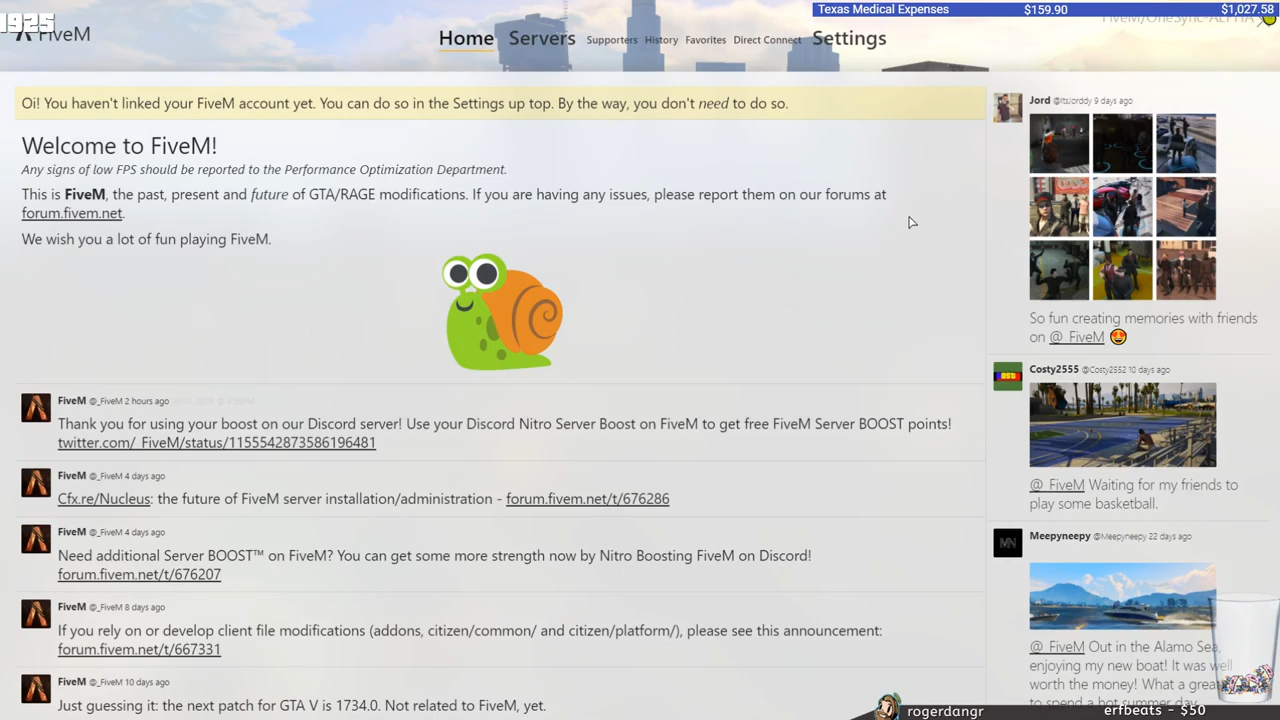 Texas Medical Expenses $159.90 $1,027.58
1925
FiveM
Home Servers Supporters History Favorites Direct Connect Settings
FiveM/OneSync-ALPHA
Oi! You haven't linked your FiveM account yet. You can do so in the Settings up top. By the way, you don't need to do so.
Welcome to FiveM!
Any signs of low FPS should be reported to the Performance Optimization Department.
This is FiveM, the past, present and future of GTA/RAGE modifications. If you are having any issues, please report them on our forums at
forum.fivem.net.
We wish you a lot of fun playing FiveM.
FiveM @_FiveM 2 hours ago
Thank you for using your boost on our Discord server! Use your Discord Nitro Server Boost on FiveM to get free FiveM Server BOOST points!
twitter.com/_FiveM/status/1155542873586196481
FiveM @_FiveM 4 days ago
Cfx.re/Nucleus: the future of FiveM server installation/administration - forum.fivem.net/t/676286
FiveM @_FiveM 4 days ago
Need additional Server BOOST™ on FiveM? You can get some more strength now by Nitro Boosting FiveM on Discord!
forum.fivem.net/t/676207
FiveM @_FiveM 8 days ago
If you rely on or develop client file modifications (addons, citizen/common/ and citizen/platform/), please see this announcement:
forum.fivem.net/t/667331
FiveM @_FiveM 10 days ago
Just guessing it: the next patch for GTA V is 1734.0. Not related to FiveM, yet.
Jord @ItsJorddy 9 days ago
So fun creating memories with friends
on @_FiveM
Costy2555 @Costy2552 10 days ago
@_FiveM Waiting for my friends to
play some basketball.
MN
Meepyneepy @Meepyneepy 22 days ago
@_FiveM Out in the Alamo Sea,
enjoying my new boat! It was well
worth the money! What a great
to spend a hot summer day
rogerdangr erfbeats - $50